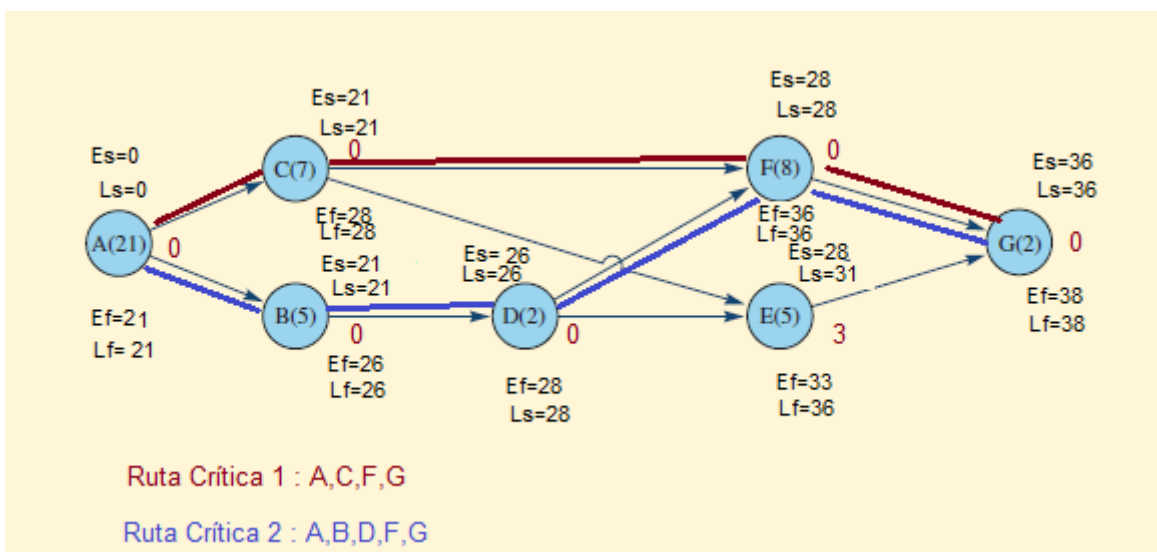 Es=28
Ls=28
Es=21
Ls=21
0
0
Es=0
Ls=0
C(7)
F(8)
Es=36
Ls=36
A(21)
0
Ef=28
Lf=28
Ef=36
Lf=36
G(2)
0
Es=21
Ls=21
Es= 26
Ls=26
Es=28
Ls=31
Ef=21
Lf= 21
B(5)
0
D(2)
0
E(5)
3
Ef=38
Lf=38
Ef=26
Lf=26
Ef=28
Ls=28
Ef=33
Lf=36
Ruta Crítica 1 : A,C,F,G
Ruta Crítica 2 : A,B,D,F,G